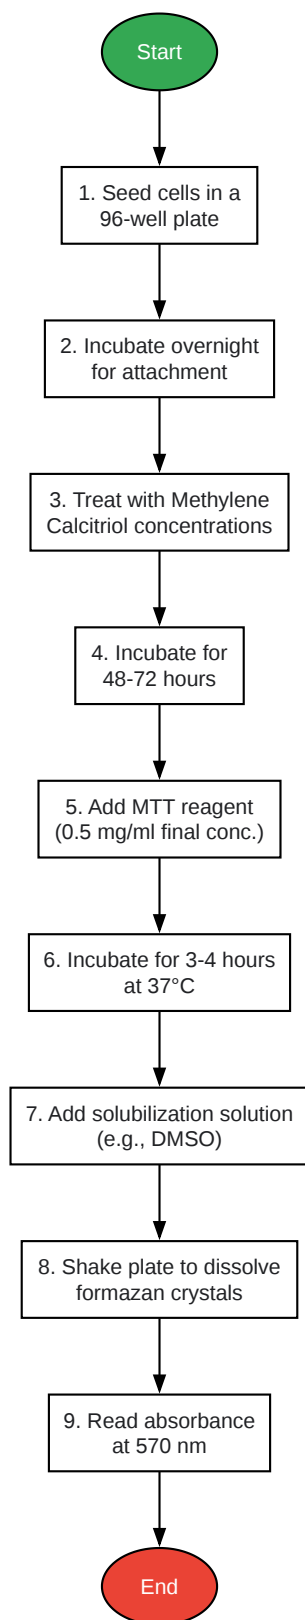 Start
1. Seed cells in a
96-well plate
2. Incubate overnight
for attachment
3. Treat with Methylene
Calcitriol concentrations
4. Incubate for
48-72 hours
5. Add MTT reagent
(0.5 mg/ml final conc.)
6. Incubate for 3-4 hours
at 37°C
7. Add solubilization solution
(e.g., DMSO)
8. Shake plate to dissolve
formazan crystals
9. Read absorbance
at 570 nm
End